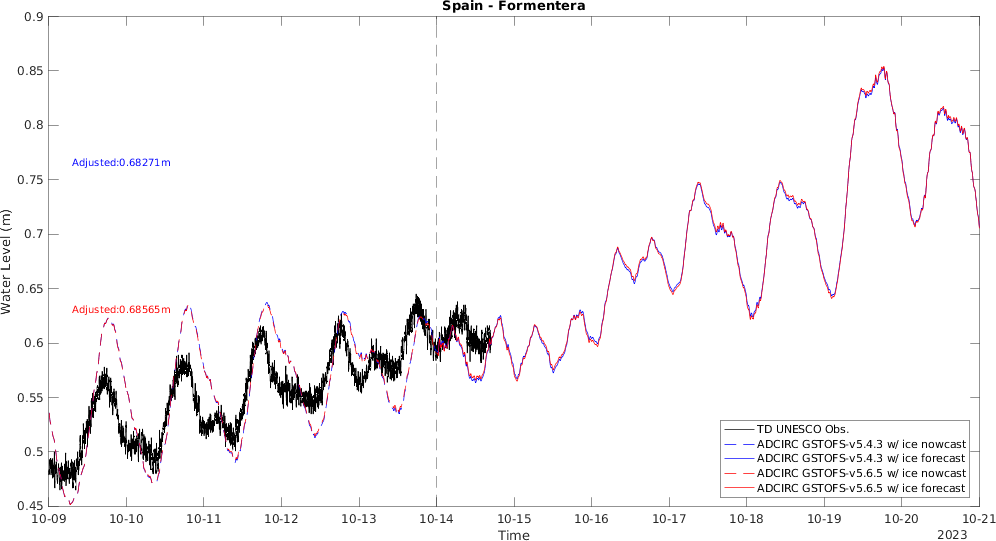 Spain - Formentera
0.9
0.85
0.8
0.75
0.7
0.65
0.6
0.55
0.5
0.45
Water Level (m)
Adjusted:0.68271m
Adjusted:0.68565m
TD UNESCO Obs.
ADCIRC GSTOFS-v5.4.3 w/ ice nowcast
ADCIRC GSTOFS-v5.4.3 w/ ice forecast
ADCIRC GSTOFS-v5.6.5 w/ ice nowcast
ADCIRC GSTOFS-v5.6.5 w/ ice forecast
10-09 10-10 10-11 10-12 10-13 10-14 10-15 10-16 10-17 10-18 10-19 10-20 10-21
Time
2023